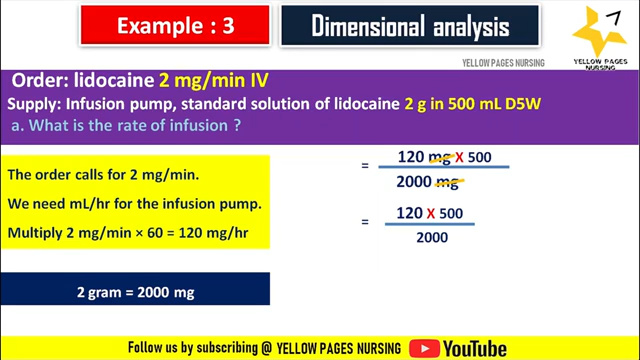 Example : 3
Dimensional analysis
YELLOW PAGES NURSING
YELLOW PAGES
NURSING
Order: lidocaine 2 mg/min IV
Supply: Infusion pump, standard solution of lidocaine 2 g in 500 mL D5W
a. What is the rate of infusion ?
The order calls for 2 mg/min.
We need mL/hr for the infusion pump.
Multiply 2 mg/min × 60 = 120 mg/hr
2 gram = 2000 mg
= 120 mg X 500
2000 mg
= 120 X 500
2000
Follow us by subscribing @ YELLOW PAGES NURSING YouTube